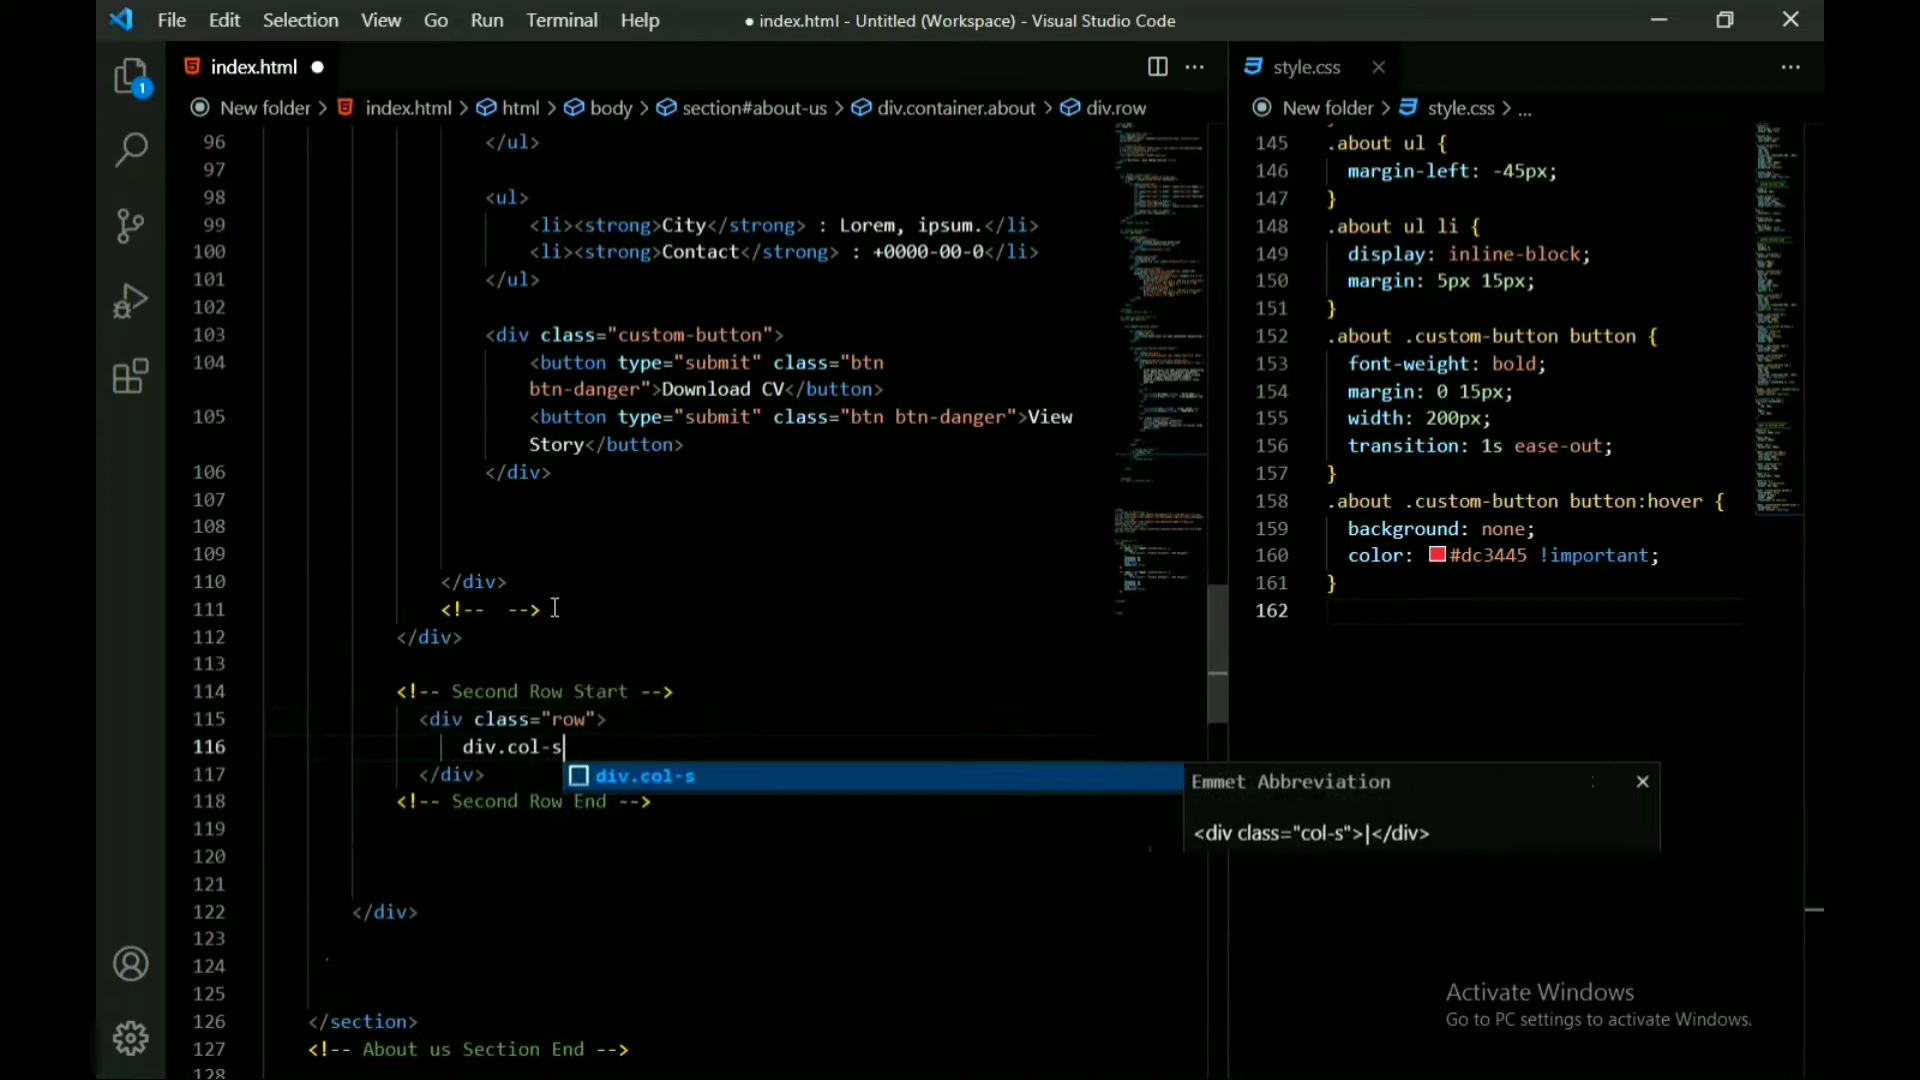 File Edit Selection View Go Run Terminal Help ● index.html - Untitled (Workspace) - Visual Studio Code
index.html ●
New folder > index.html > html > body > section#about-us > div.container.about > div.row
96 </ul>
97
98 <ul>
99 <li><strong>City</strong> : Lorem, ipsum.</li>
100 <li><strong>Contact</strong> : +0000-00-0</li>
101 </ul>
102
103 <div class="custom-button">
104 <button type="submit" class="btn
btn-danger">Download CV</button>
105 <button type="submit" class="btn btn-danger">View
Story</button>
106 </div>
107
108
109
110 </div>
111 <!--  -->
112 </div>
113
114 <!-- Second Row Start -->
115 <div class="row">
116 div.col-s
117 </div>
118 <!-- Second Row End -->
119
120
121
122 </div>
123
124
125
126 </section>
127 <!-- About us Section End -->
128
div.col-s
Emmet Abbreviation
<div class="col-s">|</div>
1
style.css
New folder > style.css > ...
145 .about ul {
146 margin-left: -45px;
147 }
148 .about ul li {
149 display: inline-block;
150 margin: 5px 15px;
151 }
152 .about .custom-button button {
153 font-weight: bold;
154 margin: 0 15px;
155 width: 200px;
156 transition: 1s ease-out;
157 }
158 .about .custom-button button:hover {
159 background: none;
160 color: #dc3445 !important;
161 }
162
Activate Windows
Go to PC settings to activate Windows.